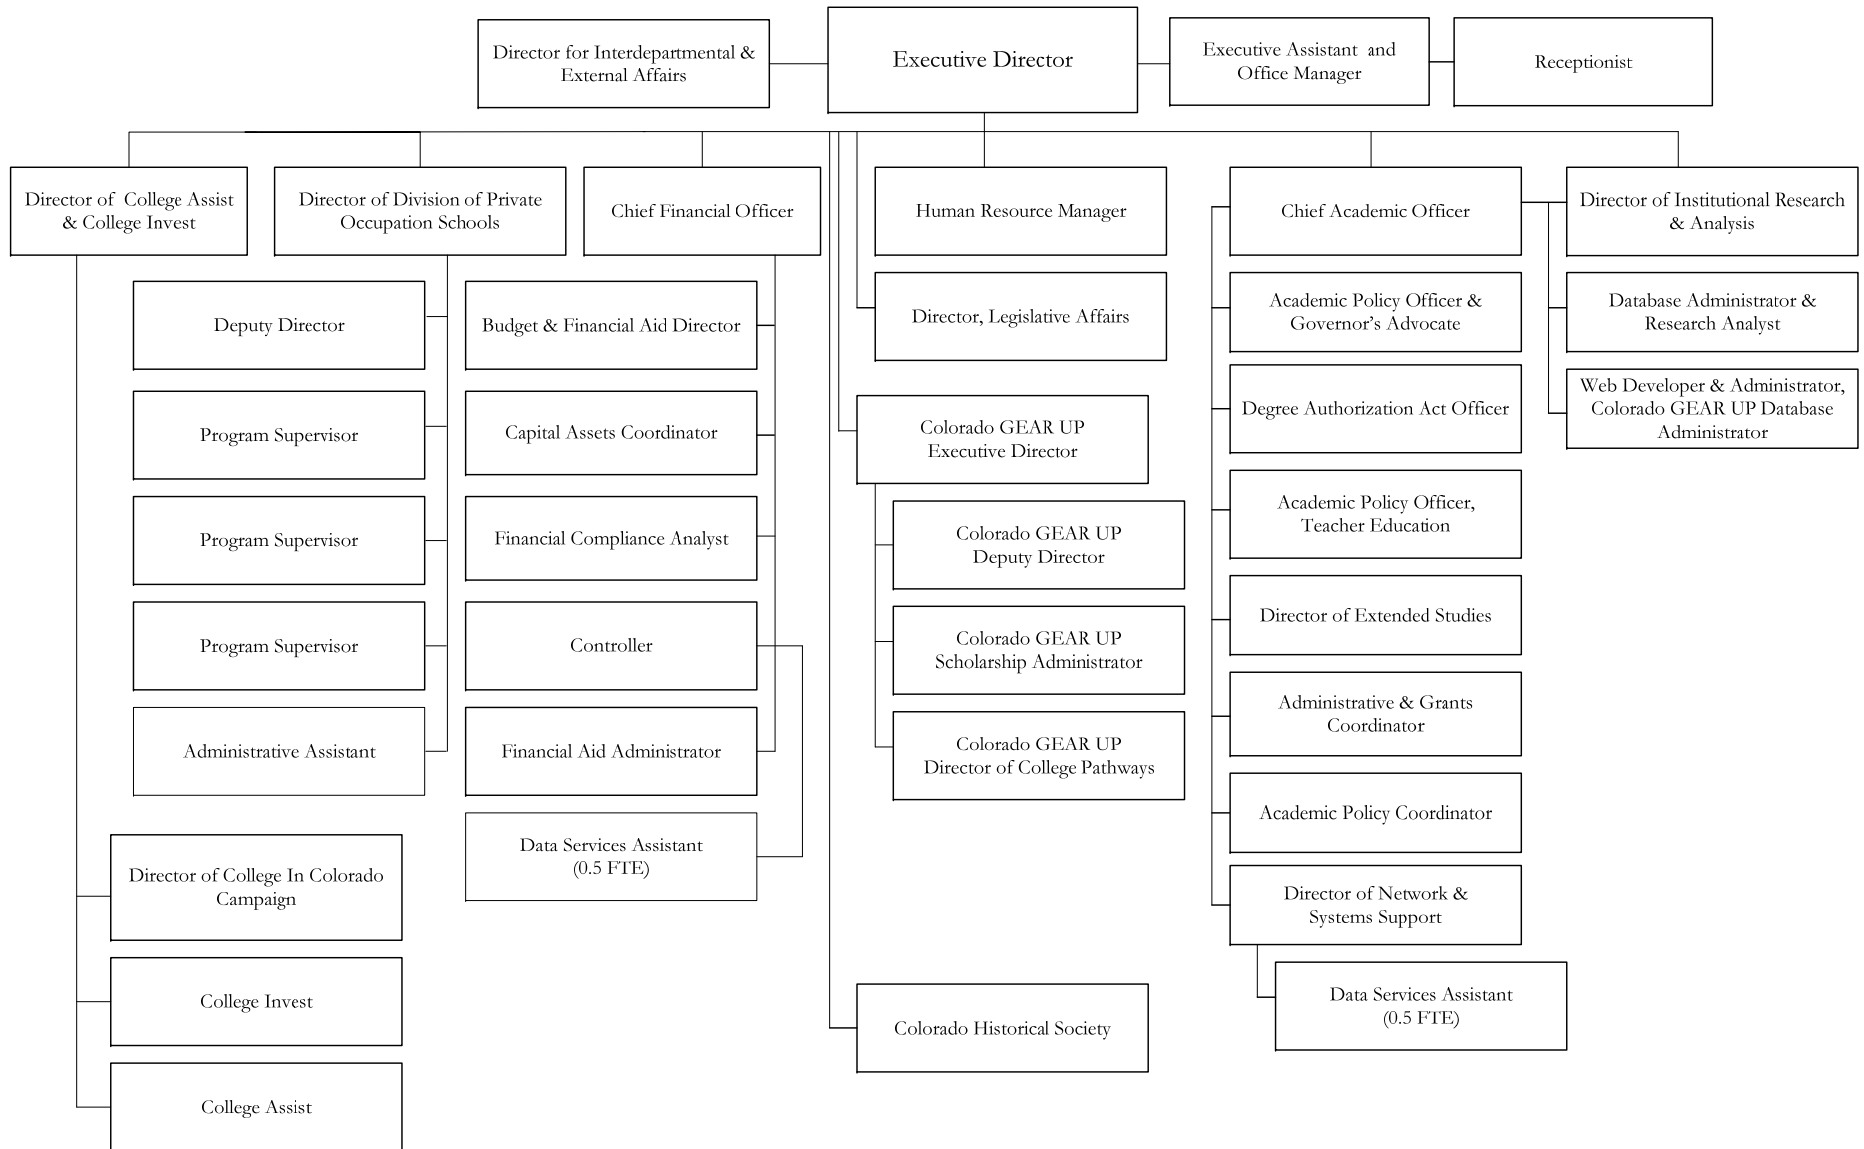 Director for Interdepartmental &
External Affairs
Executive Director
Executive Assistant and
Office Manager
Receptionist
Director of College Assist
& College Invest
Director of Division of Private
Occupation Schools
Chief Financial Officer
Human Resource Manager
Chief Academic Officer
Director of Institutional Research
& Analysis
Deputy Director
Program Supervisor
Program Supervisor
Program Supervisor
Administrative Assistant
Director of College In Colorado
Campaign
College Invest
College Assist
Budget & Financial Aid Director
Capital Assets Coordinator
Financial Compliance Analyst
Controller
Financial Aid Administrator
Data Services Assistant
(0.5 FTE)
Director, Legislative Affairs
Colorado GEAR UP
Executive Director
Colorado GEAR UP
Deputy Director
Colorado GEAR UP
Scholarship Administrator
Colorado GEAR UP
Director of College Pathways
Colorado Historical Society
Academic Policy Officer &
Governor's Advocate
Degree Authorization Act Officer
Academic Policy Officer,
Teacher Education
Director of Extended Studies
Administrative & Grants
Coordinator
Academic Policy Coordinator
Director of Network &
Systems Support
Data Services Assistant
(0.5 FTE)
Database Administrator &
Research Analyst
Web Developer & Administrator,
Colorado GEAR UP Database
Administrator